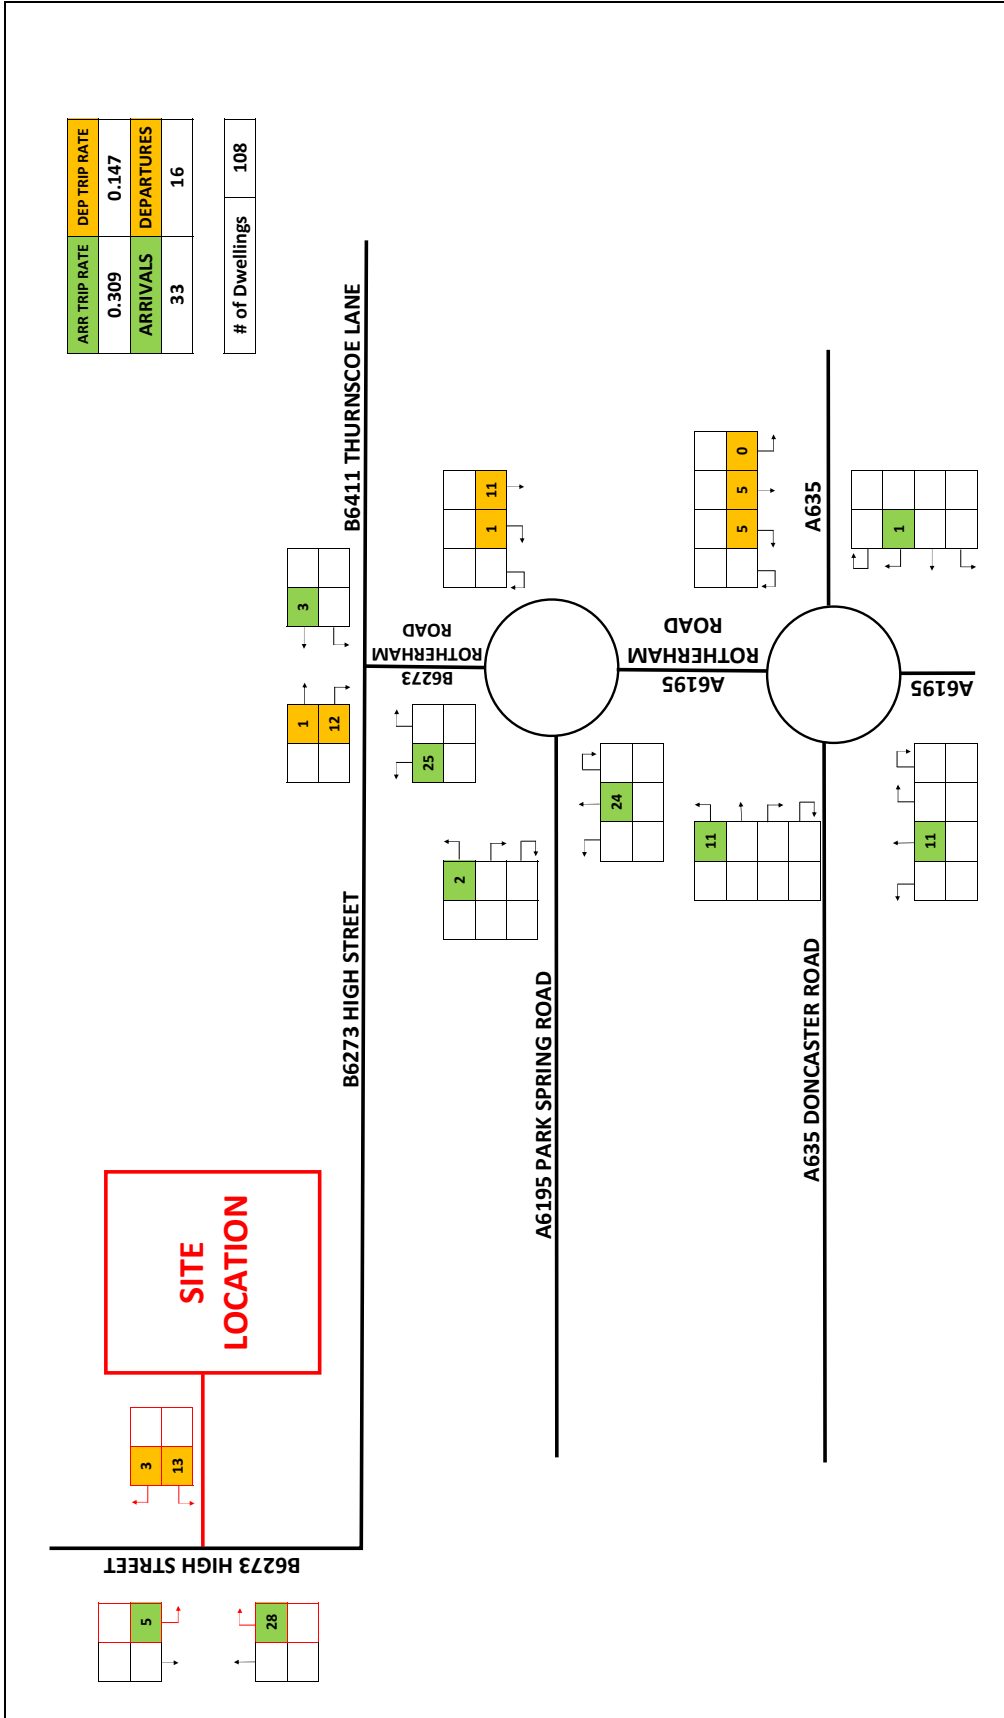 ARR TRIP RATE DEP TRIP RATE
0.309 0.147
ARRIVALS DEPARTURES
33 16
# of Dwellings 108
SITE
LOCATION
3
13
B6273 HIGH STREET
5
28
B6273 HIGH STREET
B6411 THURNSCOE LANE
1
12
3
B6273
ROTHERHAM
ROAD
25
1 11
2
A6195 PARK SPRING ROAD
24
A6195
ROTHERHAM
ROAD
5 5 0
11
A635 DONCASTER ROAD
A635
1
11
A6195